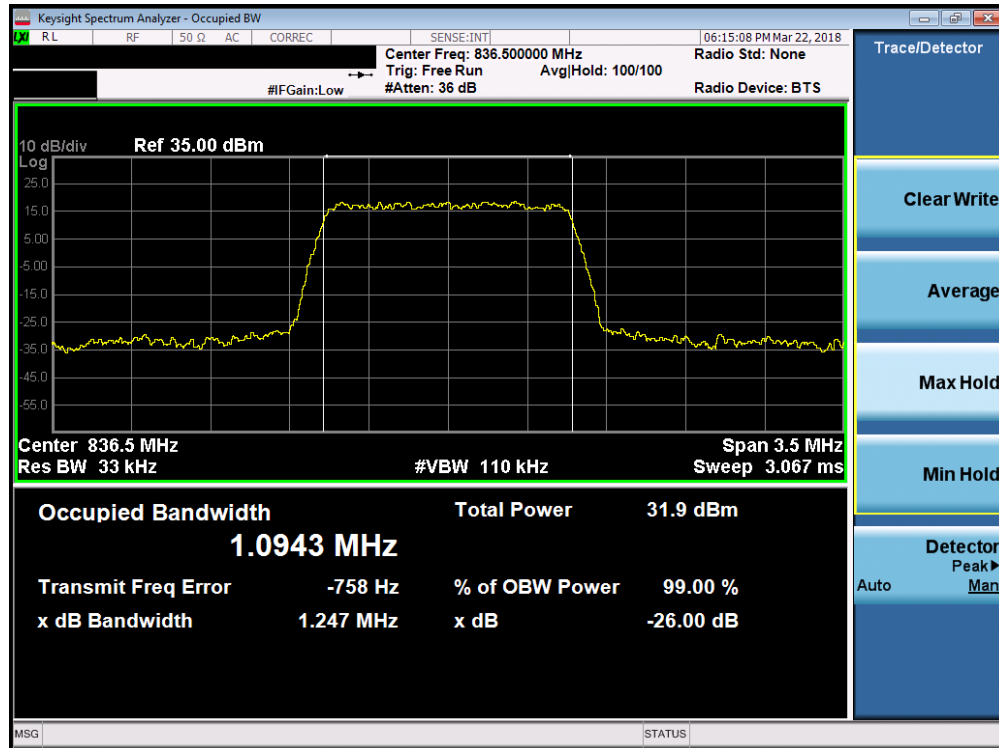 Keysight Spectrum Analyzer - Occupied BW
LXI RL RF 50 Ω AC CORREC SENSE:INT 06:15:08 PM Mar 22, 2018
Center Freq: 836.500000 MHz Radio Std: None
Trig: Free Run Avg|Hold: 100/100
#IFGain:Low #Atten: 36 dB Radio Device: BTS
10 dB/div Ref 35.00 dBm
Log
25.0
15.0
5.00
-5.00
-15.0
-25.0
-35.0
-45.0
-55.0
Center 836.5 MHz Span 3.5 MHz
Res BW 33 kHz #VBW 110 kHz Sweep 3.067 ms
Occupied Bandwidth Total Power 31.9 dBm
1.0943 MHz
Transmit Freq Error -758 Hz % of OBW Power 99.00 %
x dB Bandwidth 1.247 MHz x dB -26.00 dB
MSG STATUS
Trace/Detector
Clear Write
Average
Max Hold
Min Hold
Detector
Peak▶
Auto Man